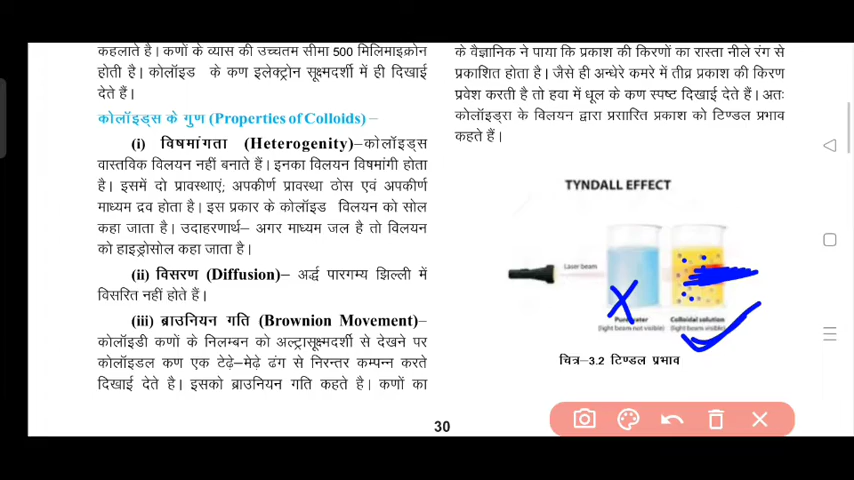 कहलाते है। कणों के व्यास की उच्चतम सीमा 500 मिलिमाइक्रोन
होती है। कोलॉइड के कण इलेक्ट्रोन सूक्ष्मदर्शी में ही दिखाई
देते हैं।
कोलॉइड्स के गुण (Properties of Colloids) –
(i) विषमांगता (Heterogenity)–कोलॉइड्स
वास्तविक विलयन नहीं बनाते हैं। इनका विलयन विषमांगी होता
है। इसमें दो प्रावस्थाएं; अपकीर्ण प्रावस्था ठोस एवं अपकीर्ण
माध्यम द्रव होता है। इस प्रकार के कोलॉइड विलयन को सोल
कहा जाता है। उदाहरणार्थ– अगर माध्यम जल है तो विलयन
को हाइड्रोसोल कहा जाता है।
(ii) विसरण (Diffusion)– अर्द्ध पारगम्य झिल्ली में
विसरित नहीं होते हैं।
(iii) ब्राउनियन गति (Brownion Movement)–
कोलॉइडी कणों के निलम्बन को अल्ट्रासूक्ष्मदर्शी से देखने पर
कोलॉइडल कण एक टेढ़े–मेढ़े ढंग से निरन्तर कम्पन्न करते
दिखाई देते है। इसको ब्राउनियन गति कहते है। कणों का
के वैज्ञानिक ने पाया कि प्रकाश की किरणों का रास्ता नीले रंग से
प्रकाशित होता है। जैसे ही अन्धेरे कमरे में तीव्र प्रकाश की किरण
प्रवेश करती है तो हवा में धूल के कण स्पष्ट दिखाई देते है। अतः
कोलॉइड्रा के विलयन द्वारा प्रसारित प्रकाश को टिण्डल प्रभाव
कहते हैं।
TYNDALL EFFECT
Laser beam
Pure water
Colloidal solution
(light beam not visible)
(light beam visible)
चित्र–3.2 टिण्डल प्रभाव
30